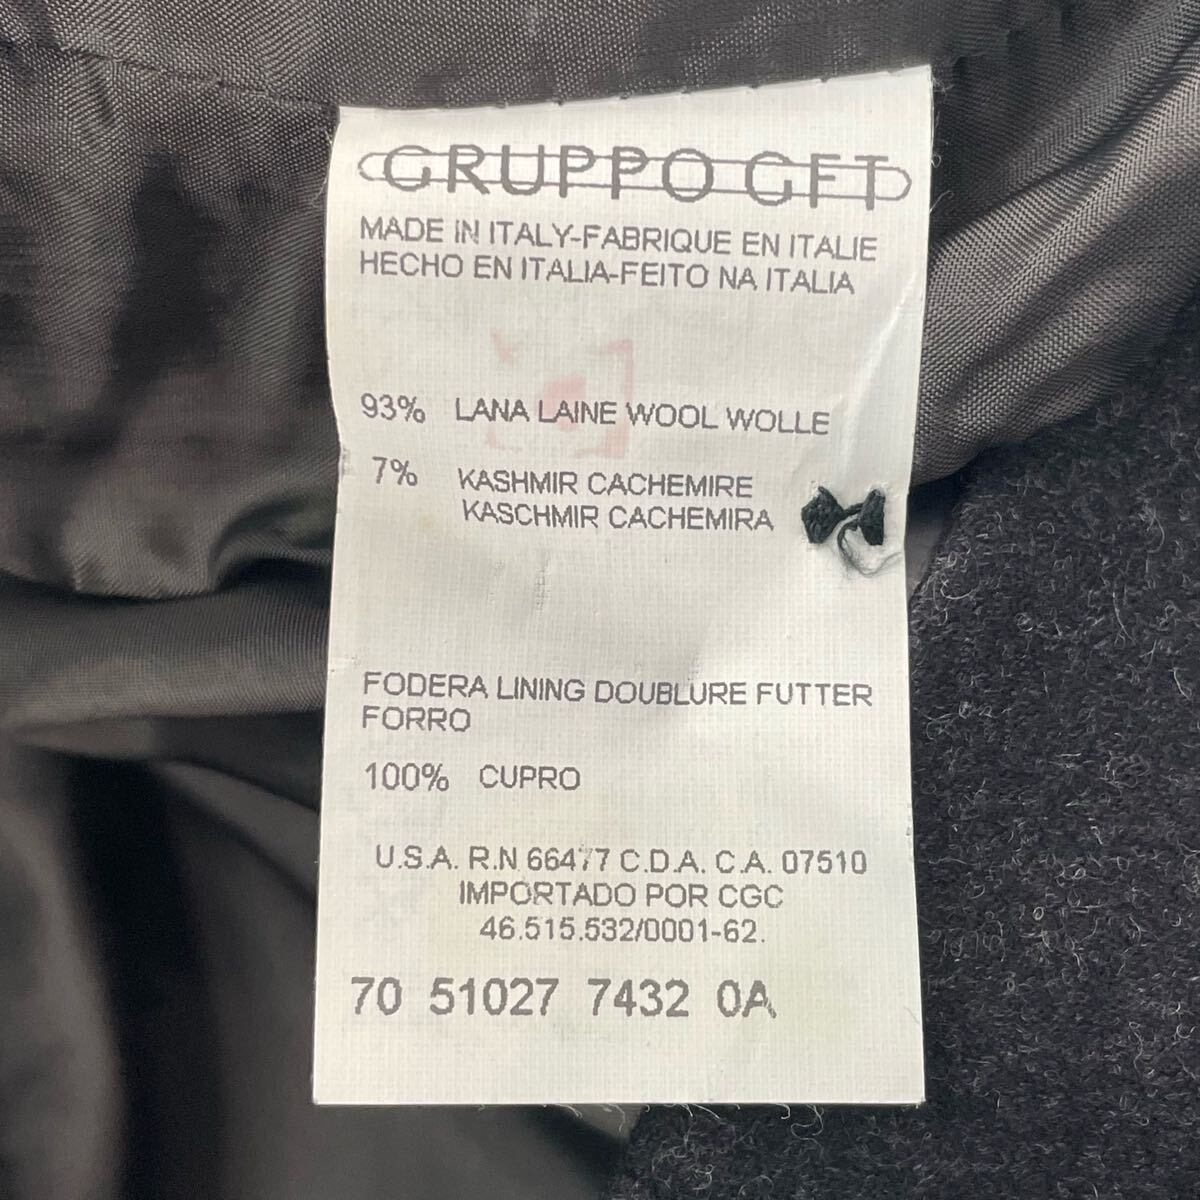 GRUPPO GFT
MADE IN ITALY-FABRIQUE EN ITALIE
HECHO EN ITALIA-FEITO NA ITALIA
93% LANA LAINE WOOL WOLLE
7% KASHMIR CACHEMIRE
KASCHMIR CACHEMIRA
FODERA LINING DOUBLURE FUTTER
FORRO
100% CUPRO
U.S.A. R.N 66477 C.D.A. C.A. 07510
IMPORTADO POR CGC
46.515.532/0001-62.
70 51027 7432 0A